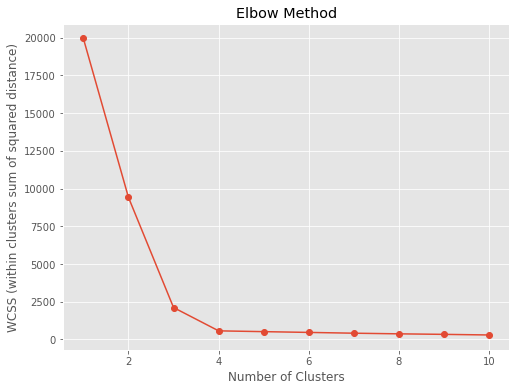 Elbow Method
WCSS (within clusters sum of squared distance)
20000
17500
15000
12500
10000
7500
5000
2500
0
2 4 6 8 10
Number of Clusters